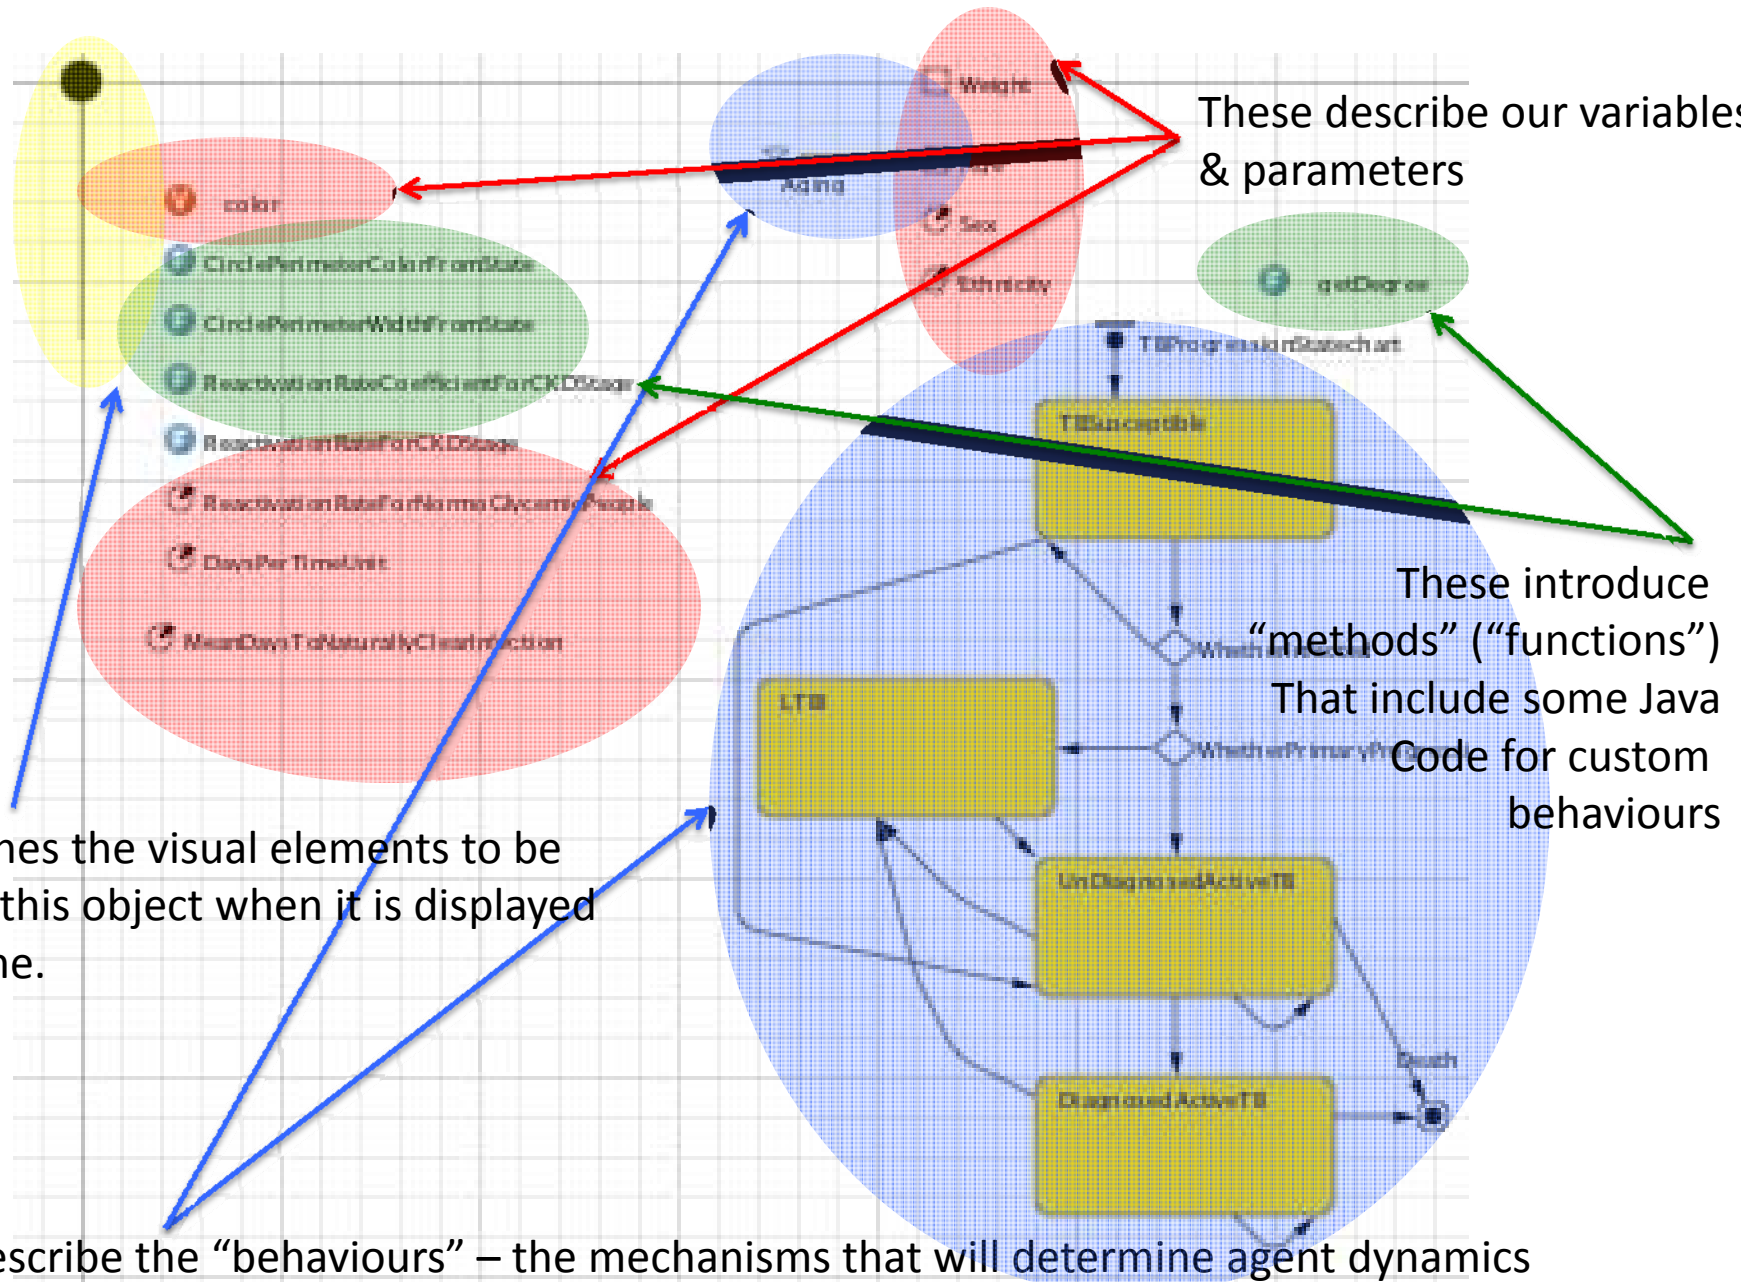 Weight
These describe our variables
& parameters
Aging
color
Sex
CirclePerimeterColorFromState
Ethnicity
getDegree
CirclePerimeterWidthFromState
TBProgressionStatechart
ReactivationRateCoefficientForCKDStage
TBSusceptible
ReactivationRateForCKDStage
ReactivationRateForNormoGlycemicPeople
DaysPerTimeUnit
These introduce
“methods” (“functions”)
MeanDaysToNaturallyClearInfection
That include some Java
LTBI
WhetherPrimaryProg
Code for custom
behaviours
nes the visual elements to be
this object when it is displayed
ne.
UnDiagnosedActiveTB
Death
DiagnosedActiveTB
escribe the “behaviours” – the mechanisms that will determine agent dynamics